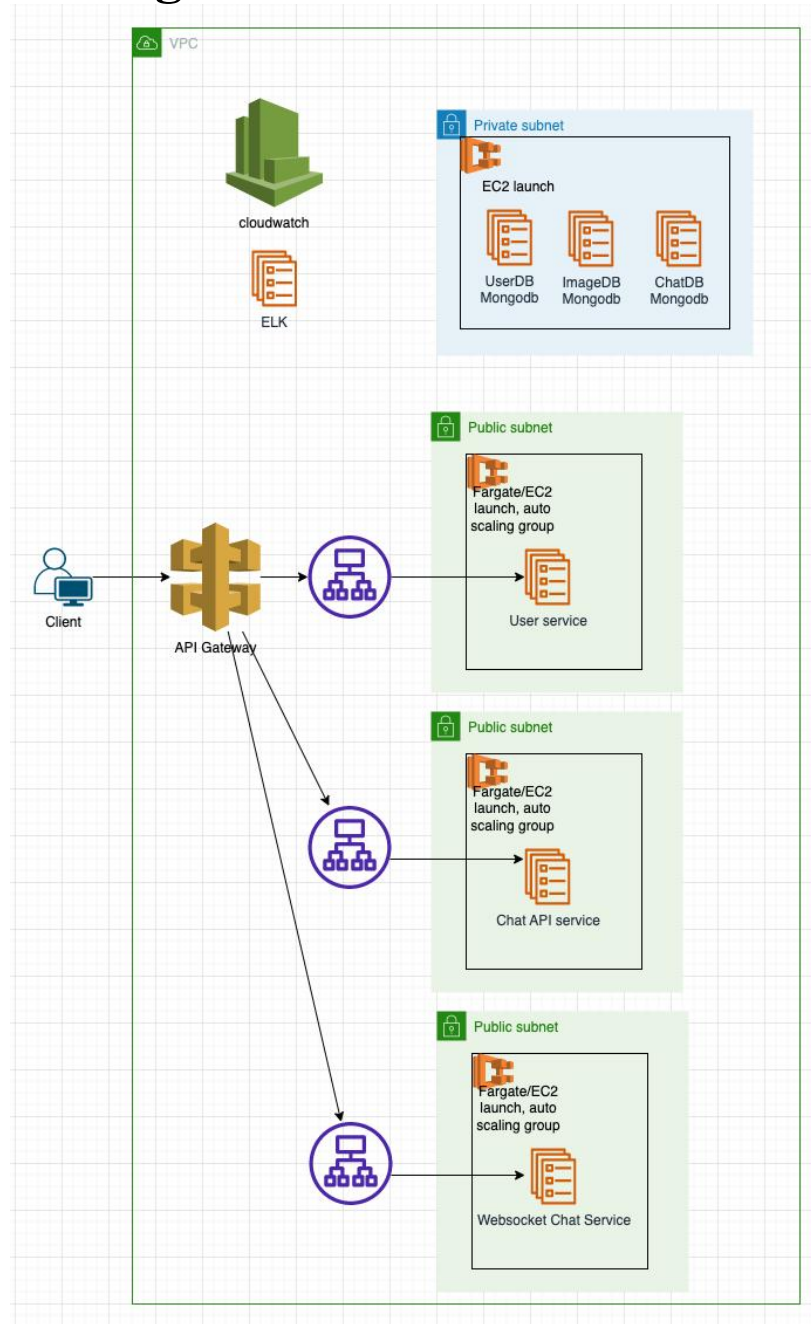 VPC
cloudwatch
ELK
Private subnet
EC2 launch
UserDB
Mongodb
ImageDB
Mongodb
ChatDB
Mongodb
Public subnet
Fargate/EC2
launch, auto
scaling group
User service
Client
API Gateway
Public subnet
Fargate/EC2
launch, auto
scaling group
Chat API service
Public subnet
Fargate/EC2
launch, auto
scaling group
Websocket Chat Service